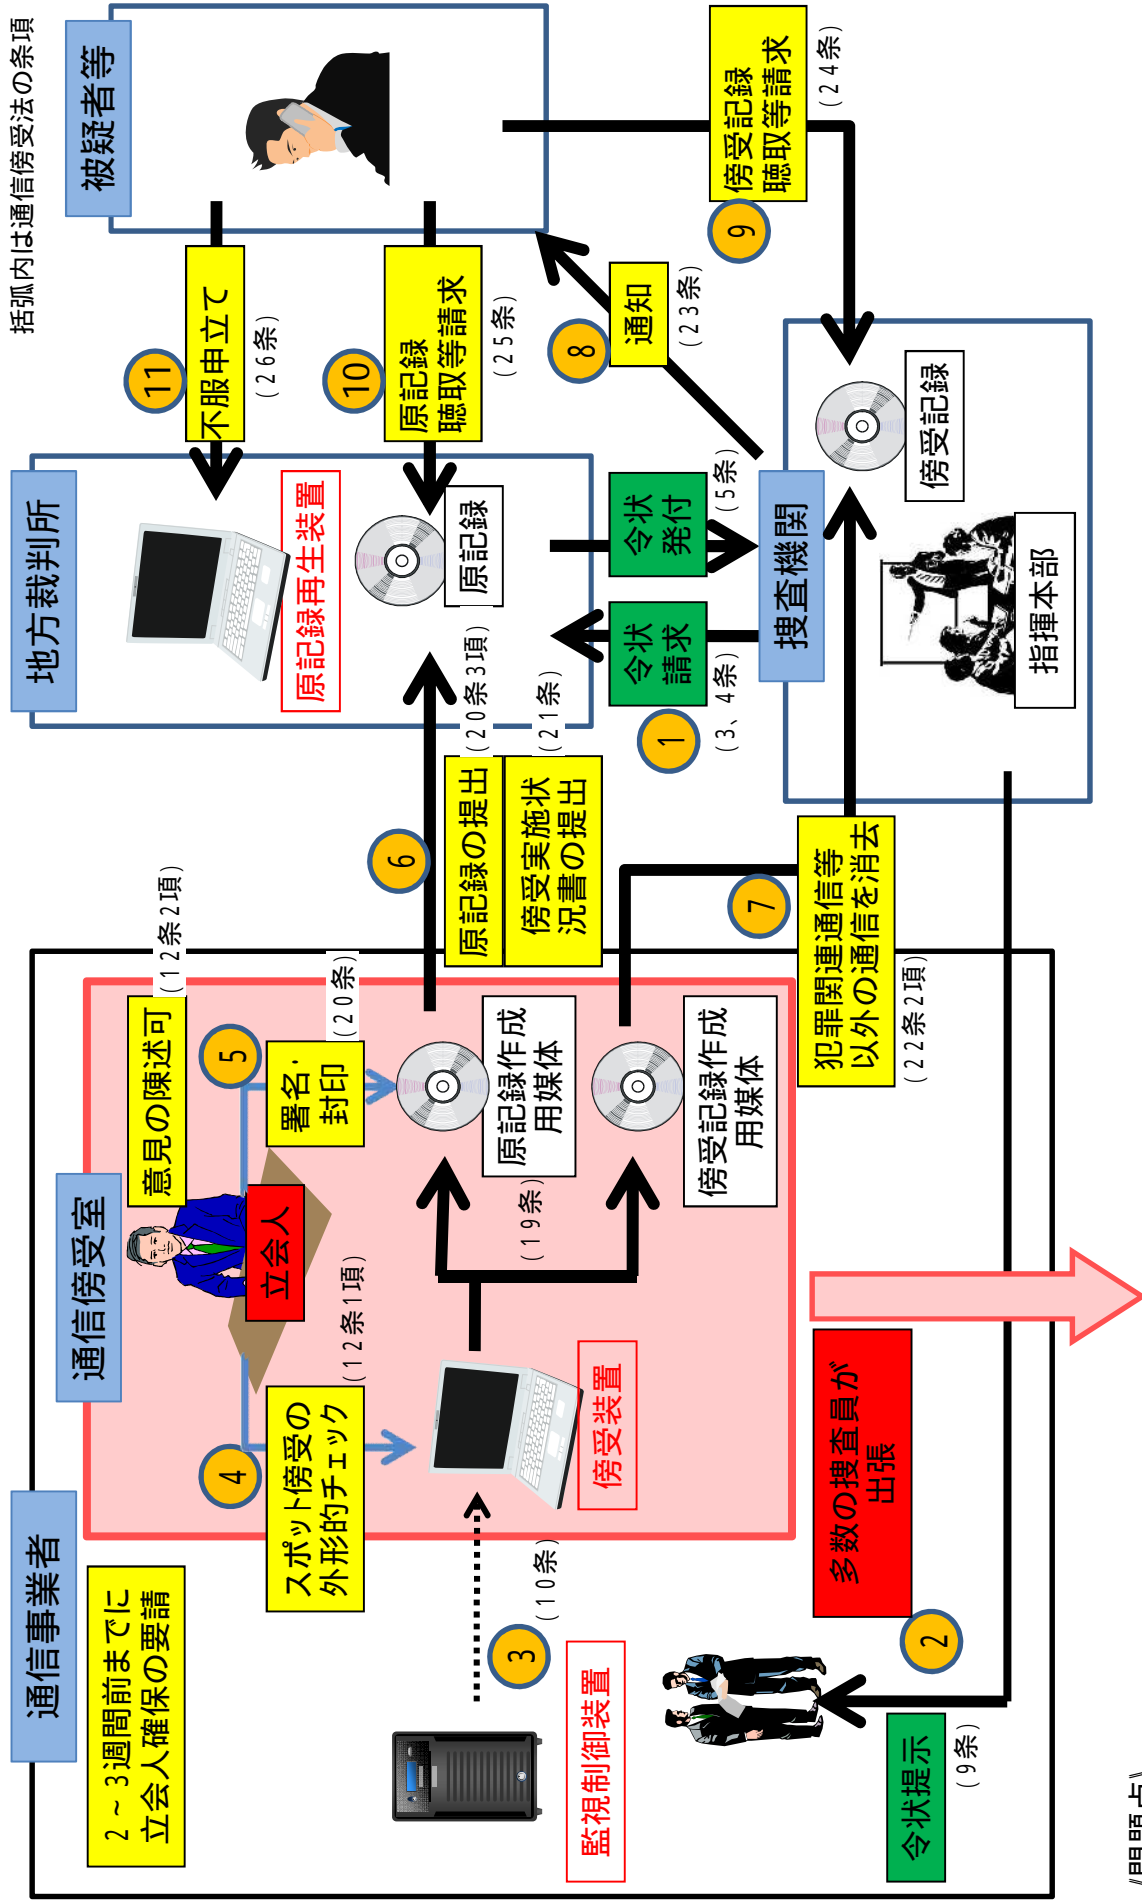 括弧内は通信傍受法の条項
通信事業者
2～3週間前までに
立会人確保の要請
通信傍受室
意見の陳述可
(12条2項)
立会人
4
スポット傍受の
外形的チェック
(12条1項)
5
署名・
封印
(20条)
3
(10条)
監視制御装置
傍受装置
(19条)
原記録作成
用媒体
傍受記録作成
用媒体
多数の捜査員が
出張
2
令状提示
(9条)
6
原記録の提出
(20条3項)
傍受実施状
況書の提出
(21条)
7
犯罪関連通信等
以外の通信を消去
(22条2項)
地方裁判所
原記録再生装置
原記録
1
令状
請求
(3、4条)
令状
発付
(5条)
捜査機関
傍受記録
指揮本部
被疑者等
11
不服申立て
(26条)
10
原記録
聴取等請求
(25条)
8
通知
(23条)
9
傍受記録
聴取等請求
(24条)
《問題点》